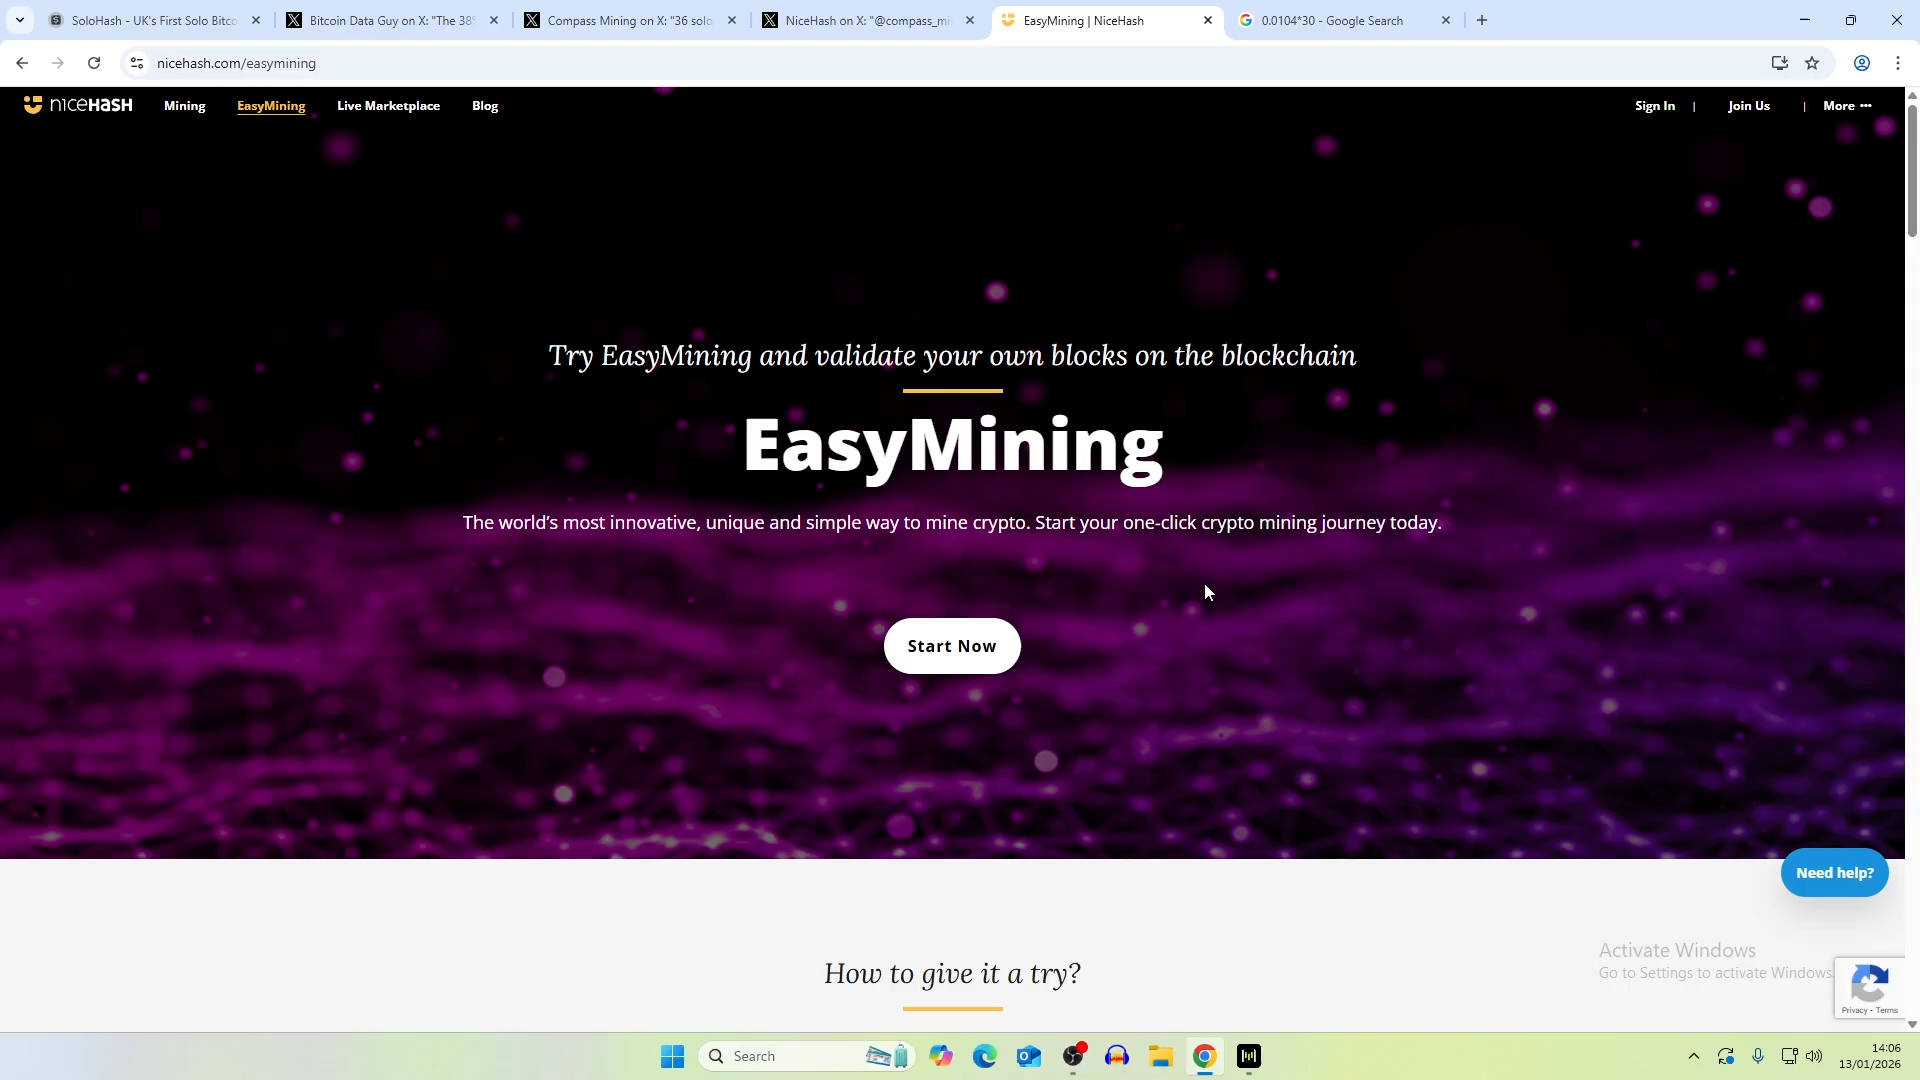 SoloHash - UK's First Solo Bitco
Bitcoin Data Guy on X: "The 38
Compass Mining on X: "36 solo
NiceHash on X: "@compass_mi
EasyMining | NiceHash
0.0104*30 - Google Search
nicehash.com/easymining
NICEHASH
Mining
EasyMining
Live Marketplace
Blog
Sign In
|
Join Us
|
More
Try EasyMining and validate your own blocks on the blockchain
EasyMining
The world's most innovative, unique and simple way to mine crypto. Start your one-click crypto mining journey today.
Start Now
Need help?
How to give it a try?
Activate Windows
Go to Settings to activate Windows.
Privacy - Terms
Search
14:06
13/01/2026